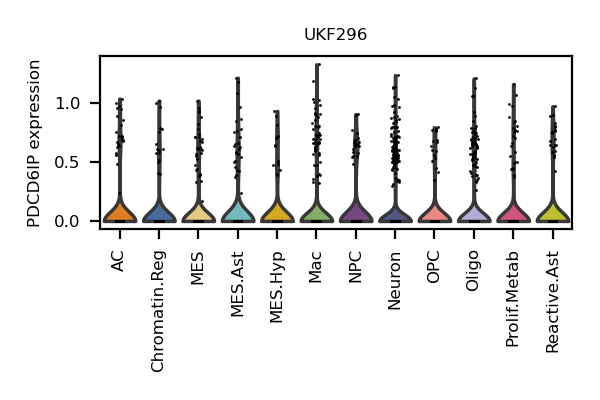 UKF296
PDCD6IP expression
1.0
0.5
0.0
AC
Chromatin.Reg
MES
MES.Ast
MES.Hyp
Mac
NPC
Neuron
OPC
Oligo
Prolif.Metab
Reactive.Ast